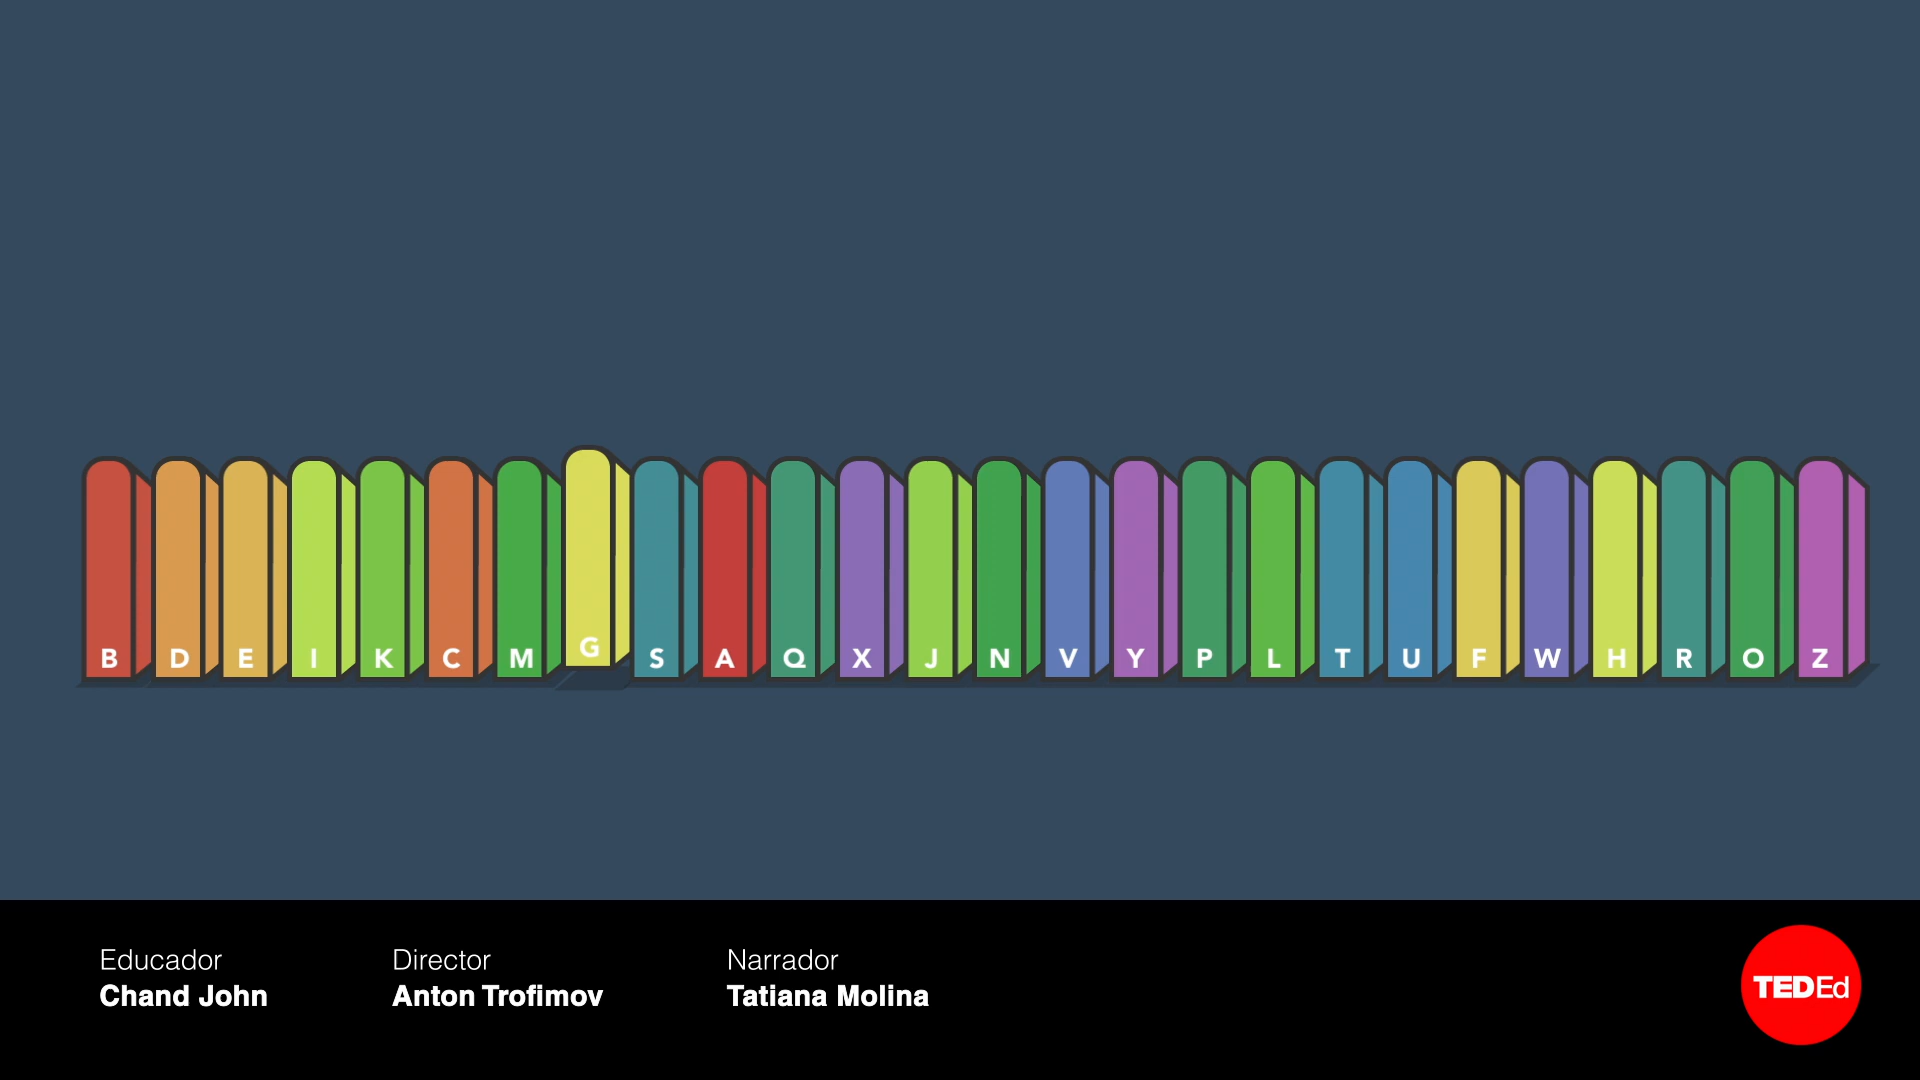 B D E I K C M G S A Q X J N V Y P L T U F W H R O Z
Educador Director Narrador
Chand John Anton Trofimov Tatiana Molina
TEDEd